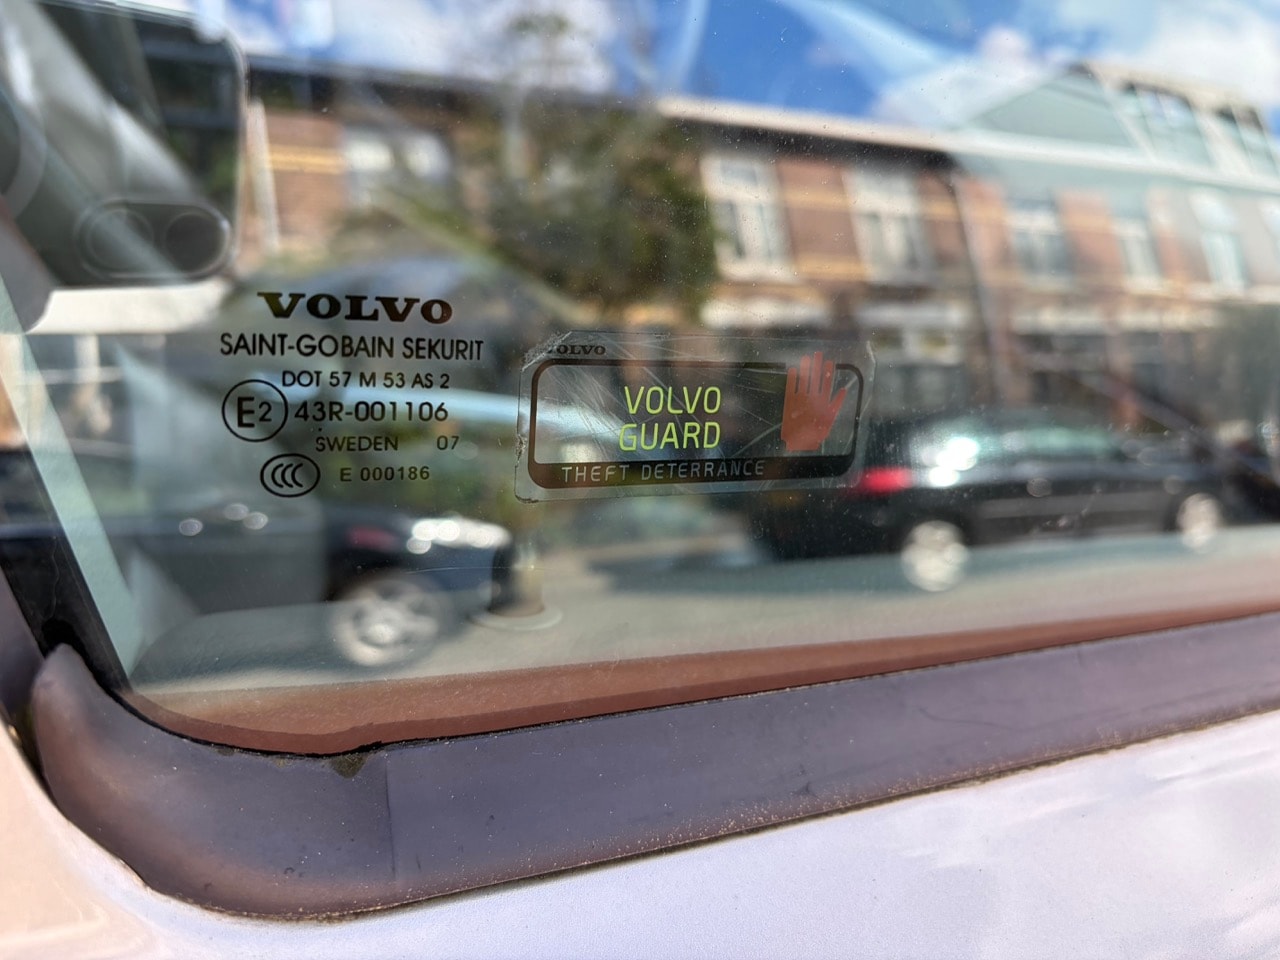 VOLVO
SAINT-GOBAIN SEKURIT
DOT 57 M 53 AS 2
E2 43R-001106
SWEDEN 07
CCC E 000186
VOLVO
VOLVO
GUARD
THEFT DETERRANCE